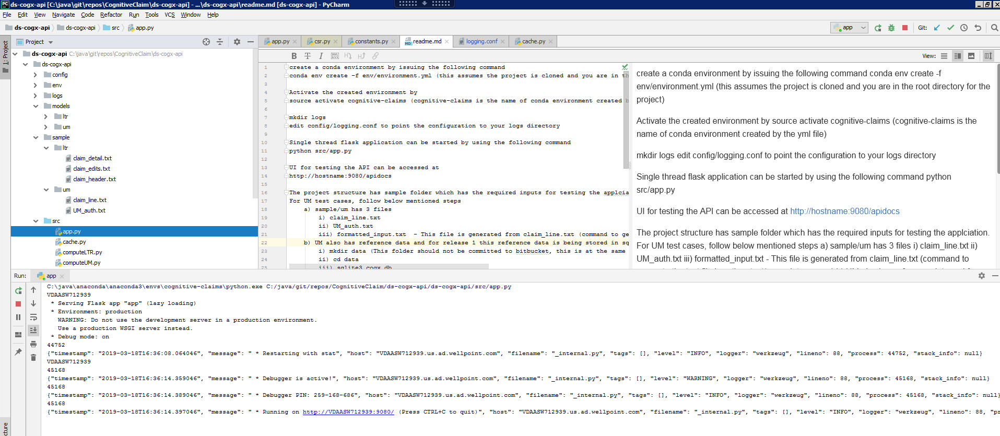 ds-cogx-api [C:\java\git\repos\CognitiveClaim\ds-cogx-api] - ...\ds-cogx-api\readme.md [ds-cogx-api] - PyCharm
File Edit View Navigate Code Refactor Run Tools VCS Window Help
ds-cogx-api ds-cogx-api src app.py app Git:
1: Project
Project
app.py csr.py constants.py readme.md logging.conf cache.py
ds-cogx-api C:\java\git\repos\CognitiveClaim\ds-cogx-api
ds-cogx-api
config
env
logs
models
ltr
um
sample
ltr
claim_detail.txt
claim_edits.txt
claim_header.txt
um
claim_line.txt
UM_auth.txt
src
app.py
cache.py
computeLTR.py
computeUM.py
View:
1 create a conda environment by issuing the following command
2 conda env create -f env/environment.yml (this assumes the project is cloned and you are in th
3
4 Activate the created environment by
5 source activate cognitive-claims (cognitive-claims is the name of conda environment created b
6
7 mkdir logs
8 edit config/logging.conf to point the configuration to your logs directory
9
10 Single thread flask application can be started by using the following command
11 python src/app.py
12
13 UI for testing the API can be accessed at
14 http://hostname:9080/apidocs
15
16 The project structure has sample folder which has the required inputs for testing the applcia
17 For UM test cases, follow below mentioned steps
18 a) sample/um has 3 files
19 i) claim_line.txt
20 ii) UM_auth.txt
21 iii) formatted_input.txt - This file is generated from claim_line.txt (command to ge
22 b) UM also has reference data and for release 1 this reference data is being stored in sq
23 i) mkdir data (This folder should not be committed to bitbucket, this is at the same
24 ii) cd data
25 iii) sqlite3 cogx.db
create a conda environment by issuing the following command conda env create -f
env/environment.yml (this assumes the project is cloned and you are in the root directory for the
project)
Activate the created environment by source activate cognitive-claims (cognitive-claims is the
name of conda environment created by the yml file)
mkdir logs edit config/logging.conf to point the configuration to your logs directory
Single thread flask application can be started by using the following command python
src/app.py
UI for testing the API can be accessed at http://hostname:9080/apidocs
The project structure has sample folder which has the required inputs for testing the applciation.
For UM test cases, follow below mentioned steps a) sample/um has 3 files i) claim_line.txt ii)
UM_auth.txt iii) formatted_input.txt - This file is generated from claim_line.txt (command to
Run: app
C:\java\anaconda\anaconda3\envs\cognitive-claims\python.exe C:/java/git/repos/CognitiveClaim/ds-cogx-api/ds-cogx-api/src/app.py
VDAASW712939
* Serving Flask app "app" (lazy loading)
* Environment: production
WARNING: Do not use the development server in a production environment.
Use a production WSGI server instead.
* Debug mode: on
44752
{"timestamp": "2019-03-18T16:36:08.064046", "message": " * Restarting with stat", "host": "VDAASW712939.us.ad.wellpoint.com", "filename": "_internal.py", "tags": [], "level": "INFO", "logger": "werkzeug", "lineno": 88, "process": 44752, "stack_info": null}
VDAASW712939
45168
{"timestamp": "2019-03-18T16:36:14.359046", "message": " * Debugger is active!", "host": "VDAASW712939.us.ad.wellpoint.com", "filename": "_internal.py", "tags": [], "level": "WARNING", "logger": "werkzeug", "lineno": 88, "process": 45168, "stack_info": null}
45168
{"timestamp": "2019-03-18T16:36:14.389046", "message": " * Debugger PIN: 259-168-686", "host": "VDAASW712939.us.ad.wellpoint.com", "filename": "_internal.py", "tags": [], "level": "INFO", "logger": "werkzeug", "lineno": 88, "process": 45168, "stack_info": null}
45168
{"timestamp": "2019-03-18T16:36:14.397046", "message": " * Running on http://VDAASW712939:9080/ (Press CTRL+C to quit)", "host": "VDAASW712939.us.ad.wellpoint.com", "filename": "_internal.py", "tags": [], "level": "INFO", "logger": "werkzeug", "lineno": 88, "pr
cture